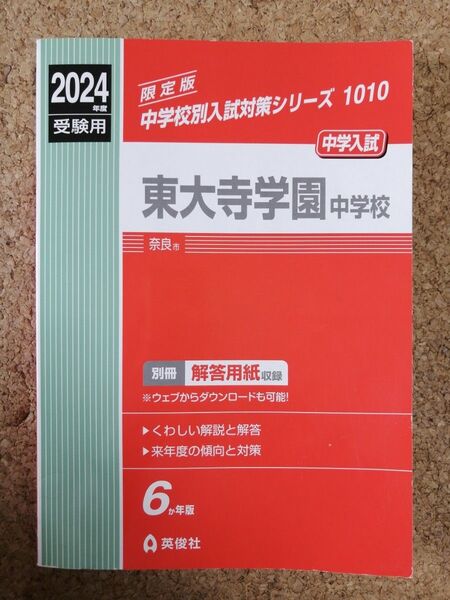 2024年度
受験用
限定版
中学校別入試対策シリーズ 1010
中学入試
東大寺学園中学校
奈良市
別冊 解答用紙収録
※ウェブからダウンロードも可能!
▶くわしい解説と解答
▶来年度の傾向と対策
6か年版
英俊社